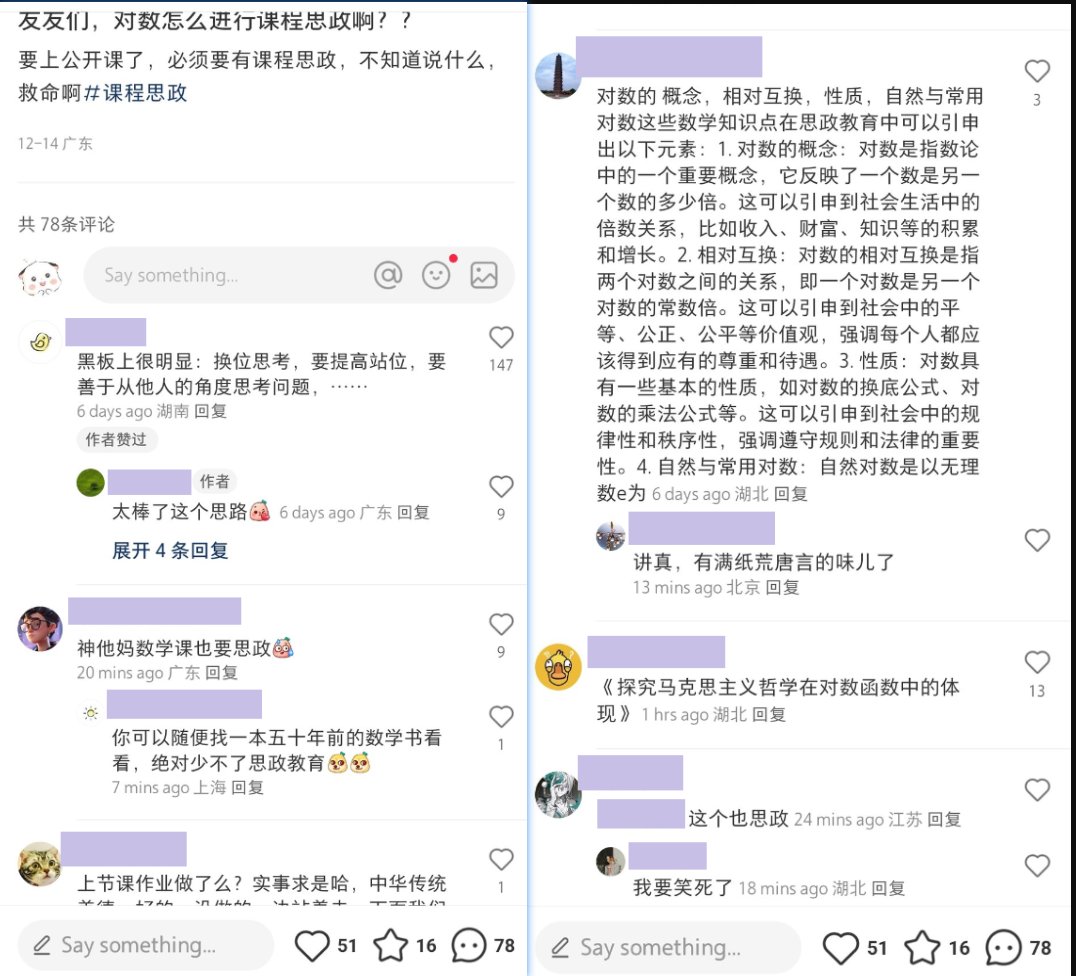 友友们，对数怎么进行课程思政啊？？
要上公开课了，必须要有课程思政，不知道说什么，
救命啊#课程思政
12-14 广东
共 78条评论
Say something...
黑板上很明显：换位思考，要提高站位，要
善于从他人的角度思考问题，……
6 days ago 湖南 回复
147
作者赞过
作者
太棒了这个思路 6 days ago 广东 回复
9
展开 4 条回复
神他妈数学课也要思政
20 mins ago 广东 回复
9
你可以随便找一本五十年前的数学书看
看，绝对少不了思政教育
7 mins ago 上海 回复
1
上节课作业做了么？实事求是哈，中华传统
1
Say something...
51
16
78
对数的 概念，相对互换，性质，自然与常用
对数这些数学知识点在思政教育中可以引申
出以下元素：1. 对数的概念：对数是指数论
中的一个重要概念，它反映了一个数是另一
个数的多少倍。这可以引申到社会生活中的
倍数关系，比如收入、财富、知识等的积累
和增长。2. 相对互换：对数的相对互换是指
两个对数之间的关系，即一个对数是另一个
对数的常数倍。这可以引申到社会中的平
等、公正、公平等价值观，强调每个人都应
该得到应有的尊重和待遇。3. 性质：对数具
有一些基本的性质，如对数的换底公式、对
数的乘法公式等。这可以引申到社会中的规
律性和秩序性，强调遵守规则和法律的重要
性。4. 自然与常用对数：自然对数是以无理
数e为 6 days ago 湖北 回复
3
讲真，有满纸荒唐言的味儿了
13 mins ago 北京 回复
《探究马克思主义哲学在对数函数中的体
现》 1 hrs ago 湖北 回复
13
这个也思政 24 mins ago 江苏 回复
我要笑死了 18 mins ago 湖北 回复
Say something...
51
16
78